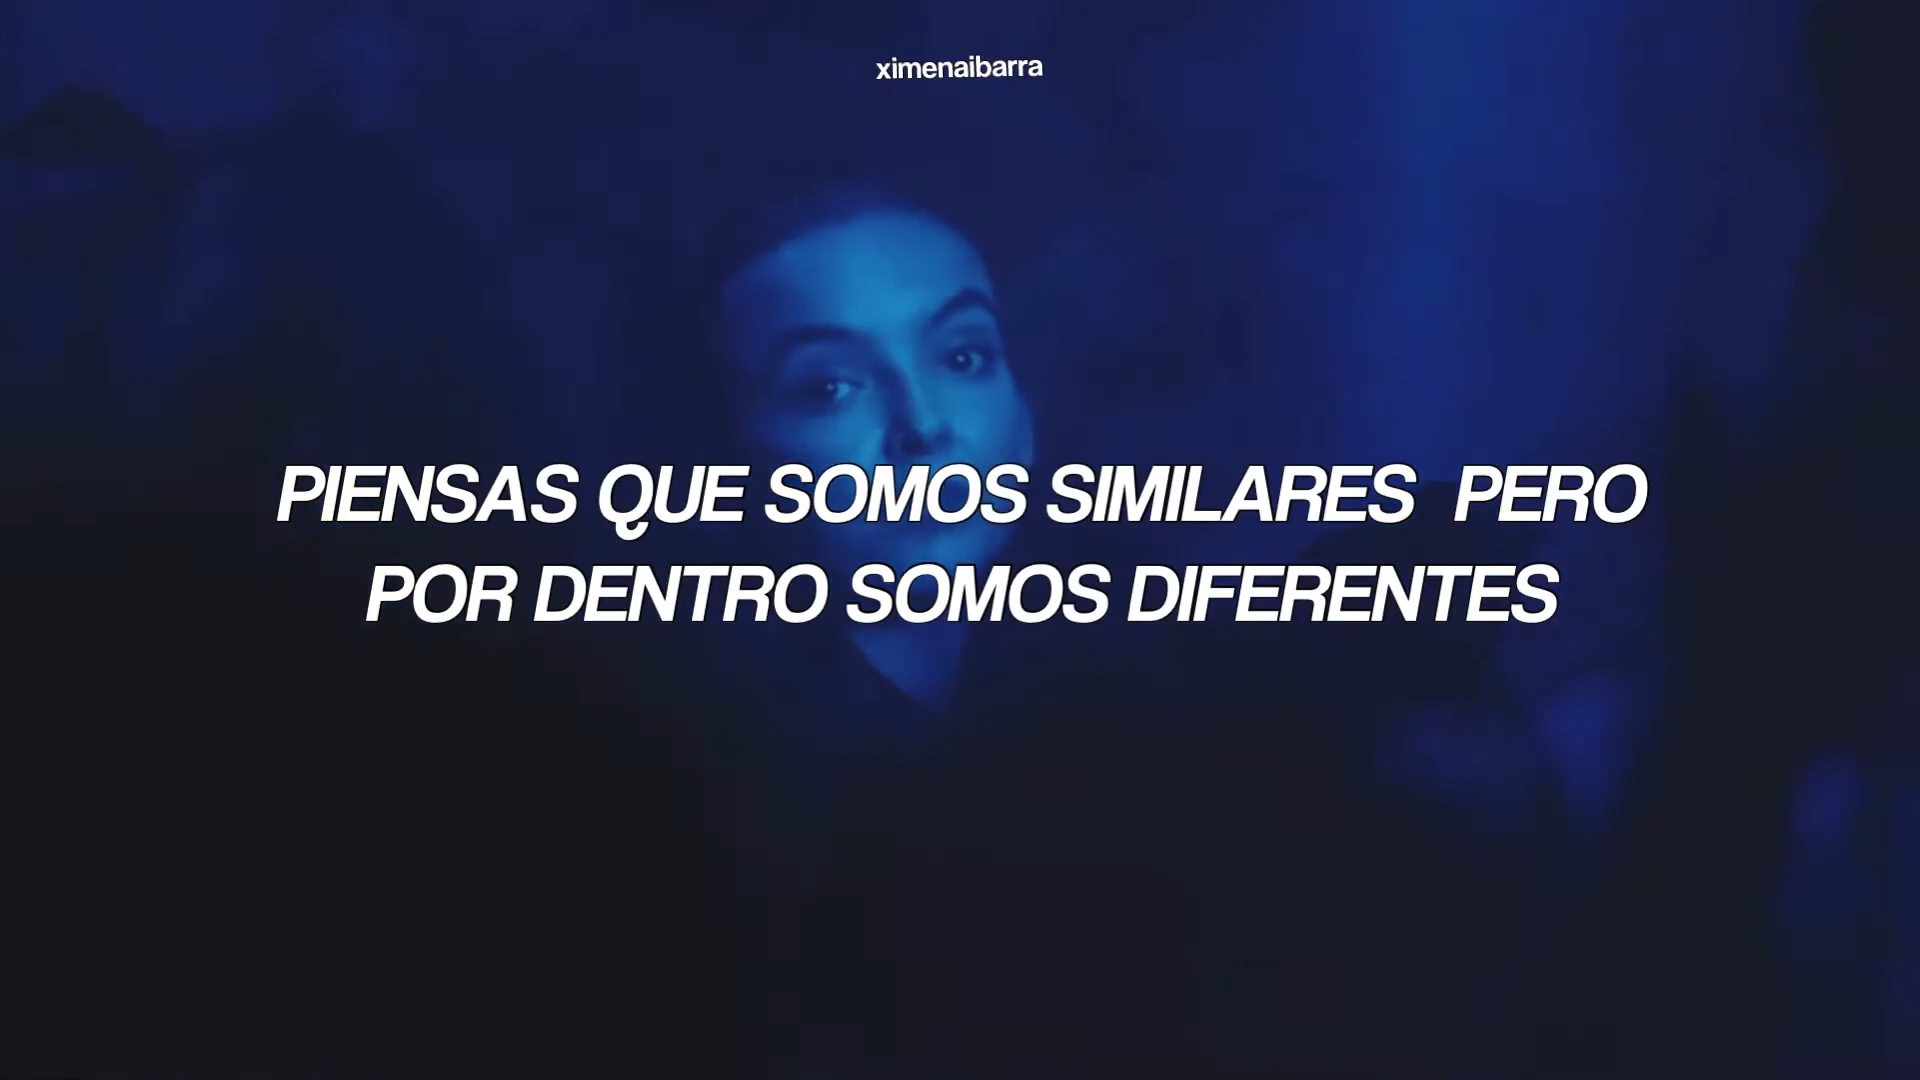 ximenaibarra
PIENSAS QUE SOMOS SIMILARES  PERO
POR DENTRO SOMOS DIFERENTES